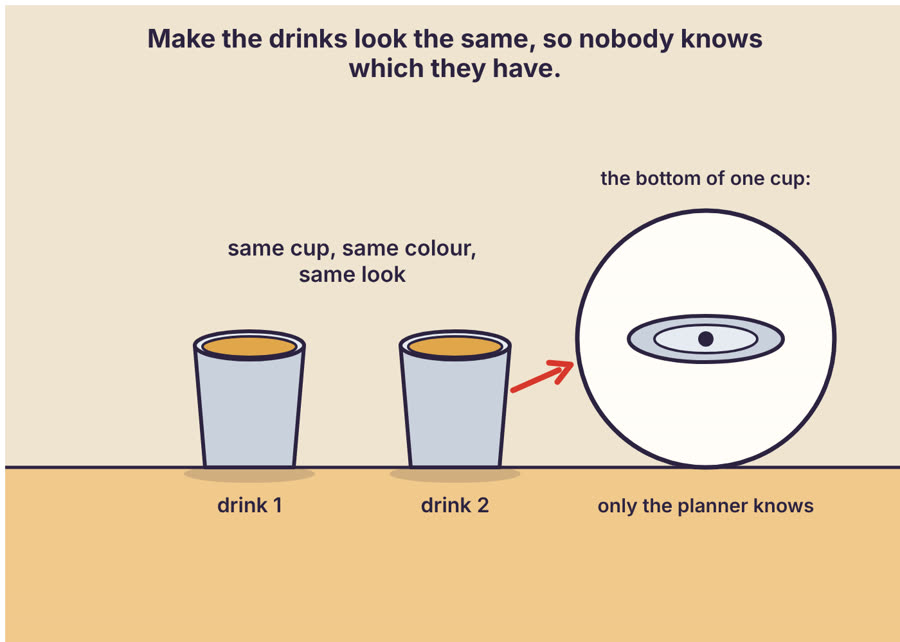 Make the drinks look the same, so nobody knows
which they have.
the bottom of one cup:
same cup, same colour,
same look
drink 1
drink 2
only the planner knows